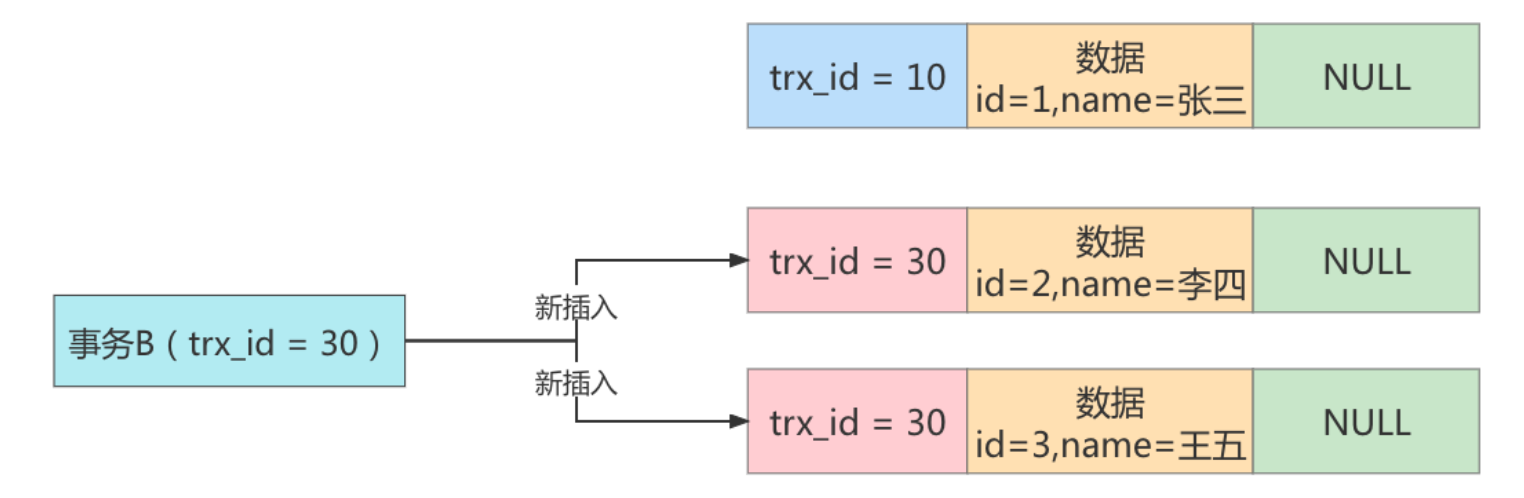 trx_id = 10
数据
id=1,name=张三
NULL
trx_id = 30
数据
id=2,name=李四
NULL
新插入
事务B（trx_id = 30）
新插入
trx_id = 30
数据
id=3,name=王五
NULL